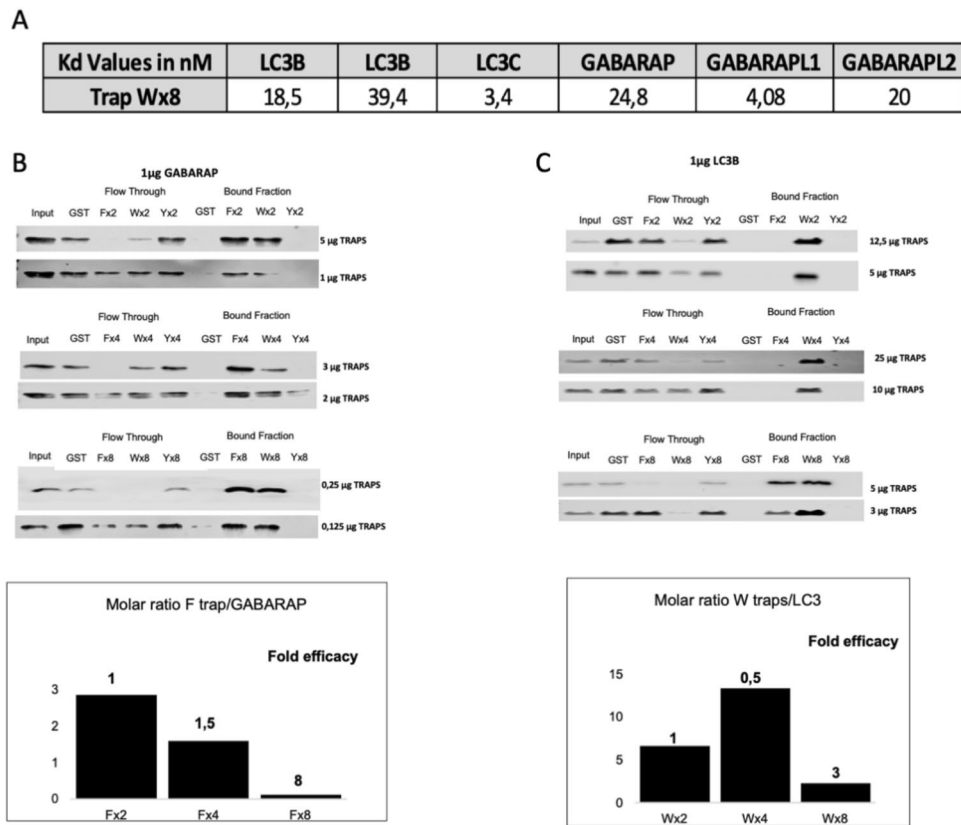 A
Kd Values in nM LC3B LC3B LC3C GABARAP GABARAPL1 GABARAPL2
Trap Wx8 18,5 39,4 3,4 24,8 4,08 20
B
1µg GABARAP
Flow Through Bound Fraction
Input GST Fx2 Wx2 Yx2 GST Fx2 Wx2 Yx2
5 µg TRAPS
1 µg TRAPS
Flow Through Bound Fraction
Input GST Fx4 Wx4 Yx4 GST Fx4 Wx4 Yx4
3 µg TRAPS
2 µg TRAPS
Flow Through Bound Fraction
Input GST Fx8 Wx8 Yx8 GST Fx8 Wx8 Yx8
0,25 µg TRAPS
0,125 µg TRAPS
Molar ratio F trap/GABARAP
Fold efficacy
3
2
1
0
1
1,5
8
Fx2 Fx4 Fx8
C
1µg LC3B
Flow Through Bound Fraction
Input GST Fx2 Wx2 Yx2 GST Fx2 Wx2 Yx2
12,5 µg TRAPS
5 µg TRAPS
Flow Through Bound Fraction
Input GST Fx4 Wx4 Yx4 GST Fx4 Wx4 Yx4
25 µg TRAPS
10 µg TRAPS
Flow Through Bound Fraction
Input GST Fx8 Wx8 Yx8 GST Fx8 Wx8 Yx8
5 µg TRAPS
3 µg TRAPS
Molar ratio W traps/LC3
Fold efficacy
15
10
5
0
1
0,5
3
Wx2 Wx4 Wx8